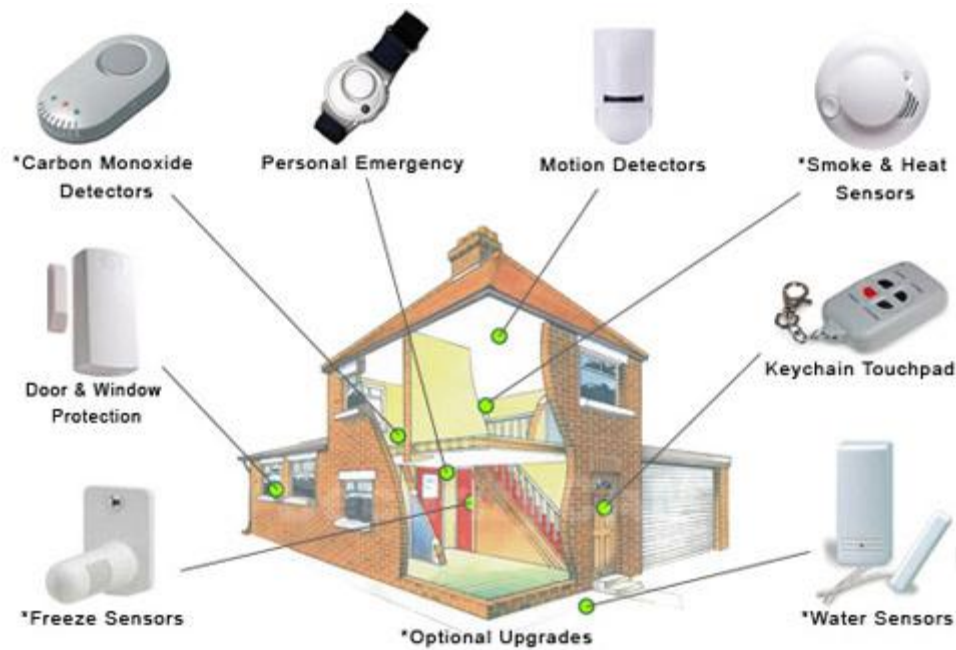 *Carbon Monoxide
Detectors
Personal Emergency
Motion Detectors
*Smoke & Heat
Sensors
Door & Window
Protection
Keychain Touchpad
*Freeze Sensors
*Optional Upgrades
*Water Sensors